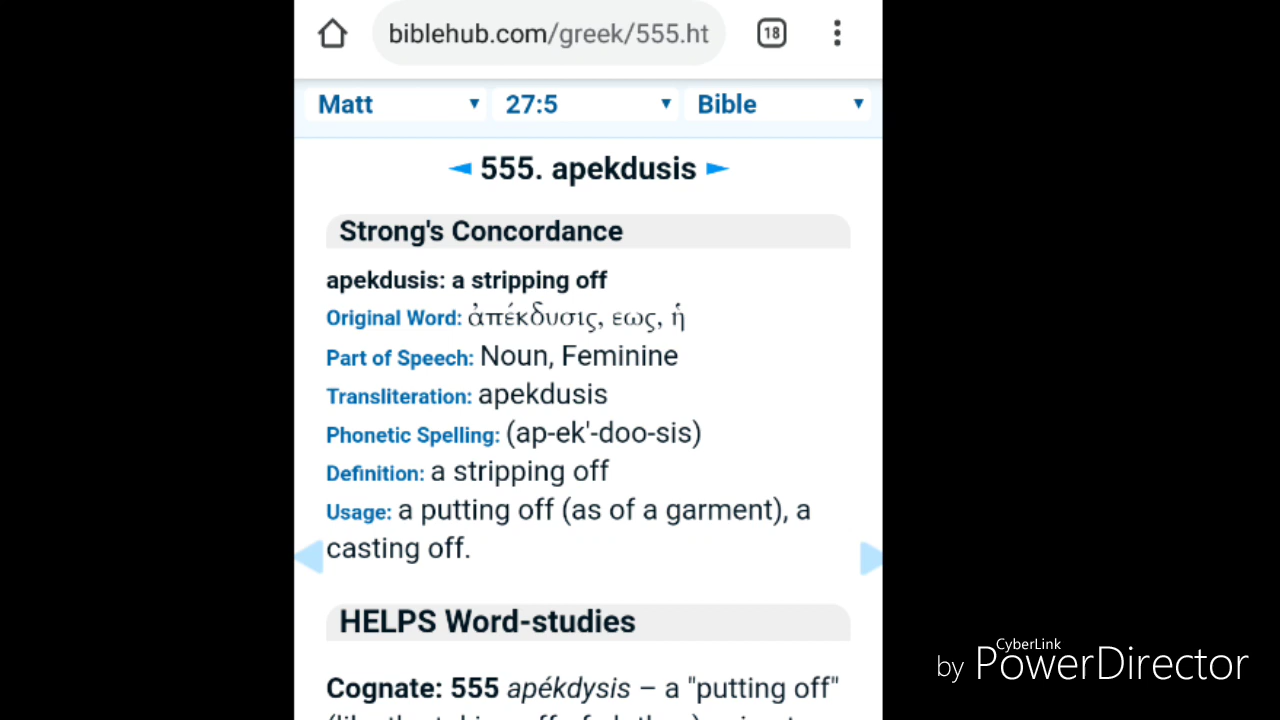 biblehub.com/greek/555.ht 18
Matt 27:5 Bible
555. apekdusis
Strong's Concordance
apekdusis: a stripping off
Original Word: ἀπέκδυσις, εως, ἡ
Part of Speech: Noun, Feminine
Transliteration: apekdusis
Phonetic Spelling: (ap-ek'-doo-sis)
Definition: a stripping off
Usage: a putting off (as of a garment), a
casting off.
HELPS Word-studies
Cognate: 555 apékdysis – a "putting off"
CyberLink
by PowerDirector